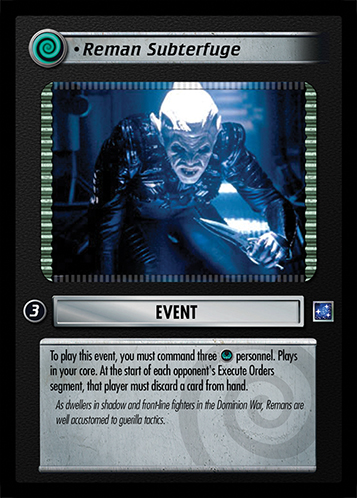 • Reman Subterfuge
3
EVENT
To play this event, you must command three personnel. Plays
in your core. At the start of each opponent's Execute Orders
segment, that player must discard a card from hand.
As dwellers in shadow and front-line fighters in the Dominion War, Remans are
well accustomed to guerilla tactics.